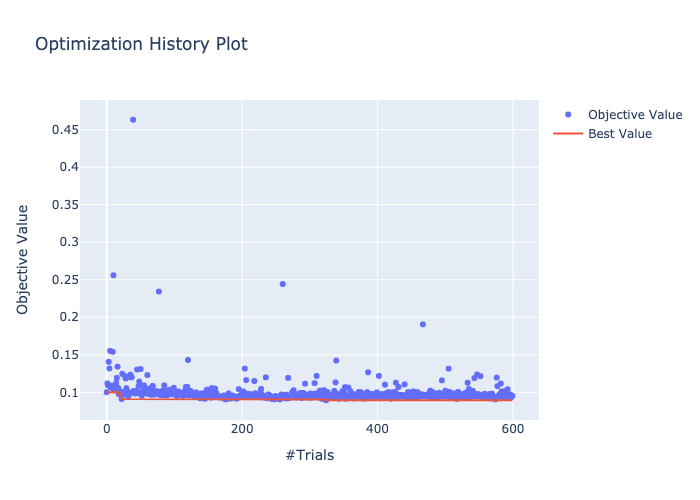 Optimization History Plot
Objective Value
Best Value
0.45
0.4
0.35
0.3
0.25
0.2
0.15
0.1
Objective Value
0
200
400
600
#Trials